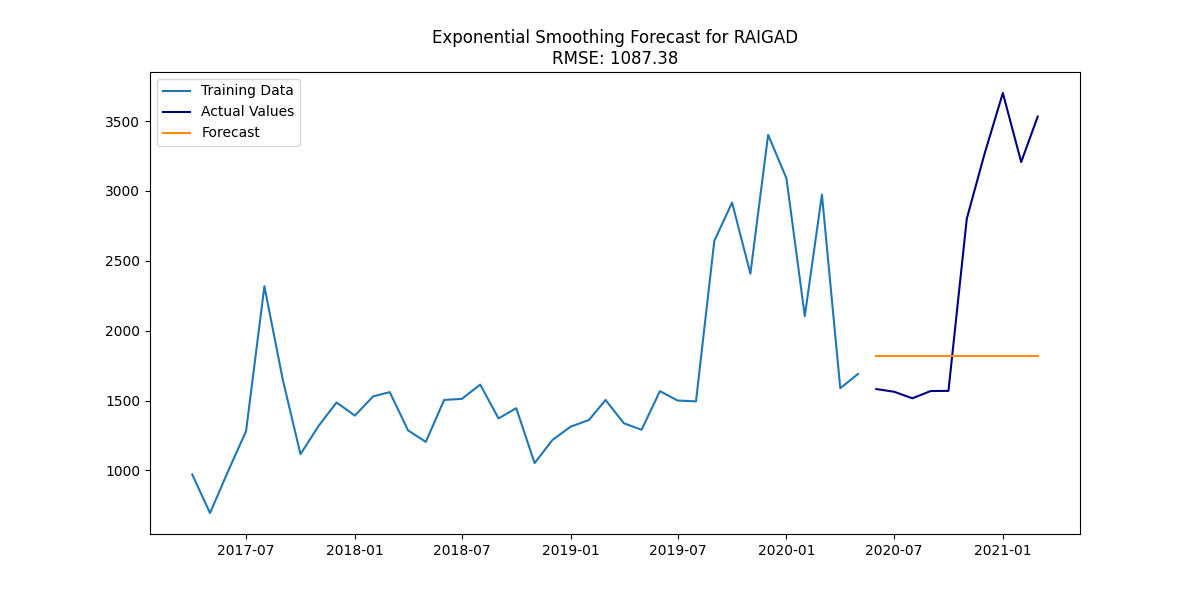 Exponential Smoothing Forecast for RAIGAD
RMSE: 1087.38
Training Data
Actual Values
Forecast
3500
3000
2500
2000
1500
1000
2017-07
2018-01
2018-07
2019-01
2019-07
2020-01
2020-07
2021-01